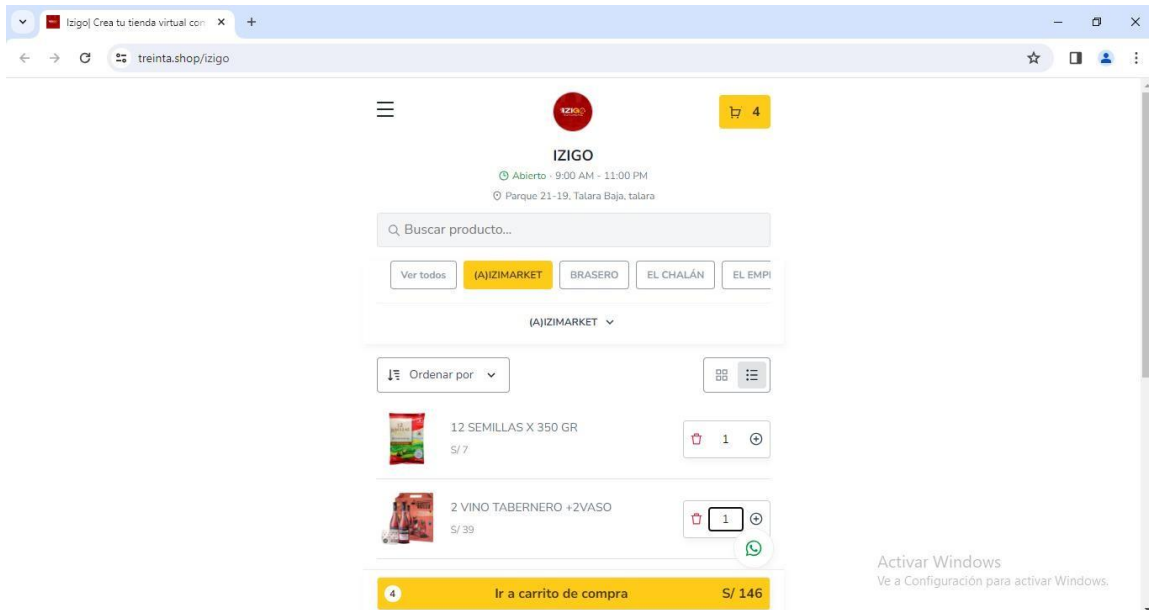 Izigo| Crea tu tienda virtual con
treinta.shop/izigo
IZIGO
4
IZIGO
Abierto - 9:00 AM - 11:00 PM
Parque 21-19, Talara Baja, talara
Buscar producto...
Ver todos (A)IZIMARKET BRASERO EL CHALÁN EL EMPI
(A)IZIMARKET
Ordenar por
12 SEMILLAS X 350 GR
S/ 7
1
2 VINO TABERNERO +2VASO
S/ 39
1
Activar Windows
Ve a Configuración para activar Windows.
4 Ir a carrito de compra S/ 146